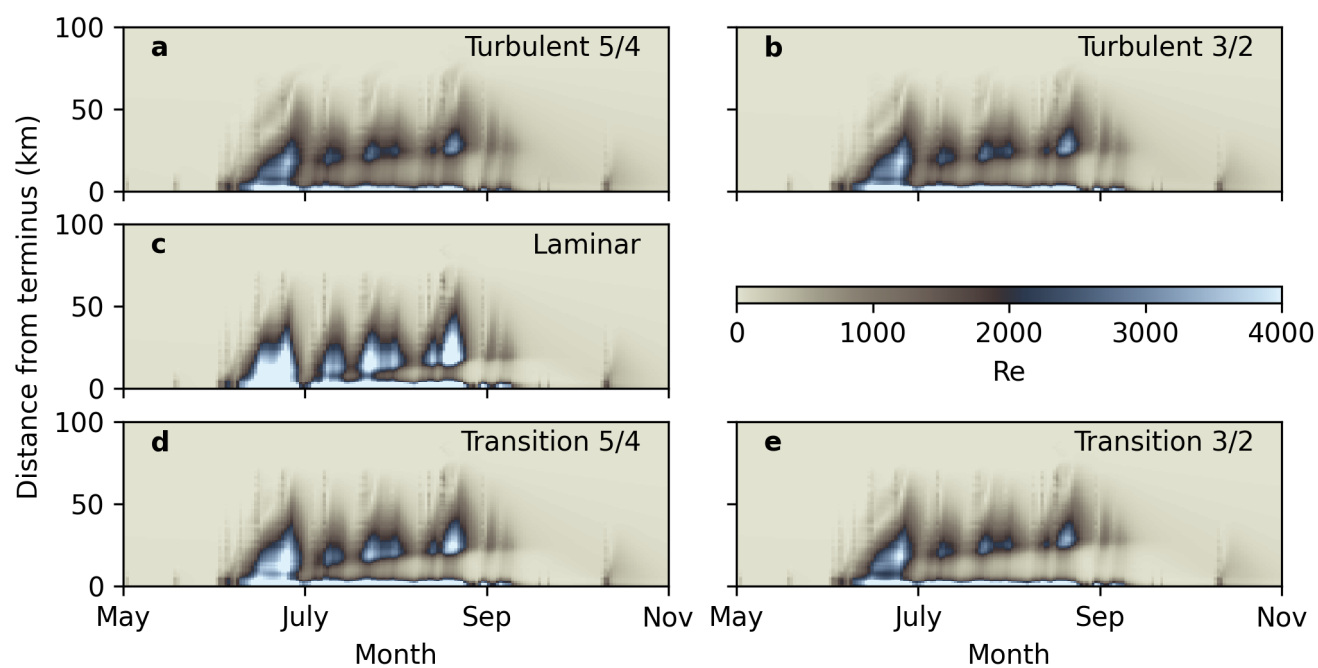 Distance from terminus (km)
100
50
0
a
Turbulent 5/4
b
Turbulent 3/2
100
50
0
c
Laminar
0
1000
2000
3000
4000
Re
100
50
0
d
Transition 5/4
e
Transition 3/2
May
July
Sep
Nov
May
July
Sep
Nov
Month
Month